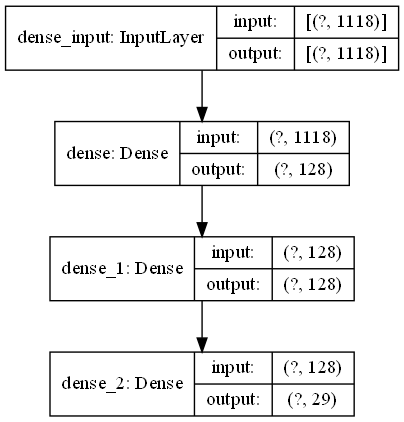 dense_input: InputLayer
input: [(?, 1118)]
output: [(?, 1118)]
dense: Dense
input: (?, 1118)
output: (?, 128)
dense_1: Dense
input: (?, 128)
output: (?, 128)
dense_2: Dense
input: (?, 128)
output: (?, 29)